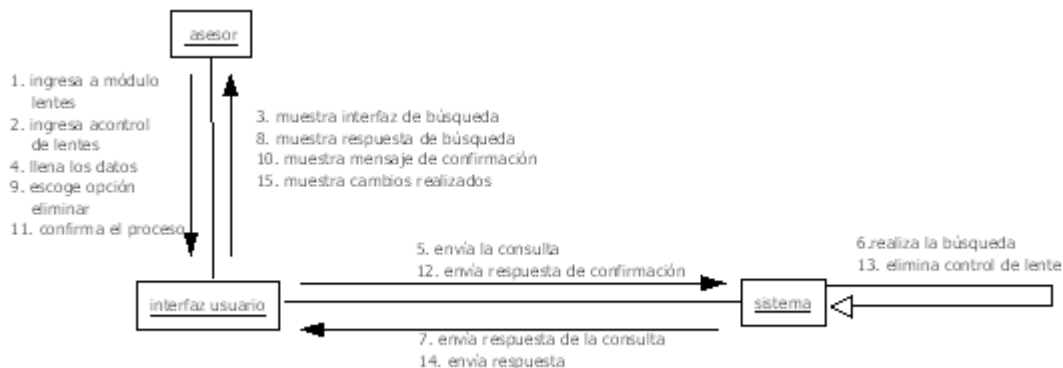 asesor
1. ingresa a módulo
lentes
2. ingresa acontrol
de lentes
4. llena los datos
9. escoge opción
eliminar
11. confirma el proceso
3. muestra interfaz de búsqueda
8. muestra respuesta de búsqueda
10. muestra mensaje de confirmación
15. muestra cambios realizados
5. envía la consulta
12. envía respuesta de confirmación
6.realiza la búsqueda
13. elimina control de lente
interfaz usuario
sistema
7. envía respuesta de la consulta
14. envía respuesta